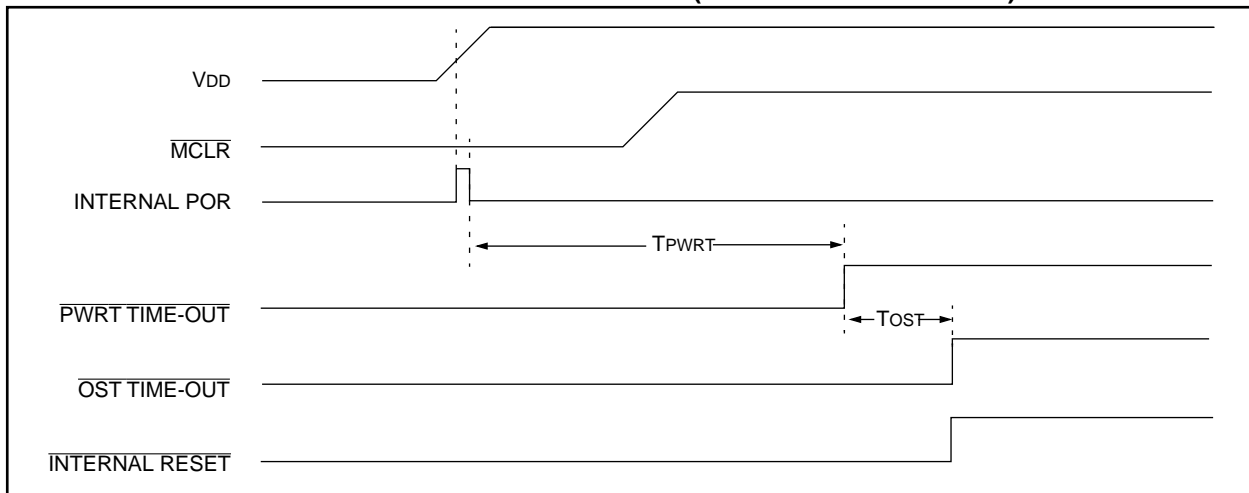 VDD
MCLR
INTERNAL POR
TPWRT
PWRT TIME-OUT
TOST
OST TIME-OUT
INTERNAL RESET